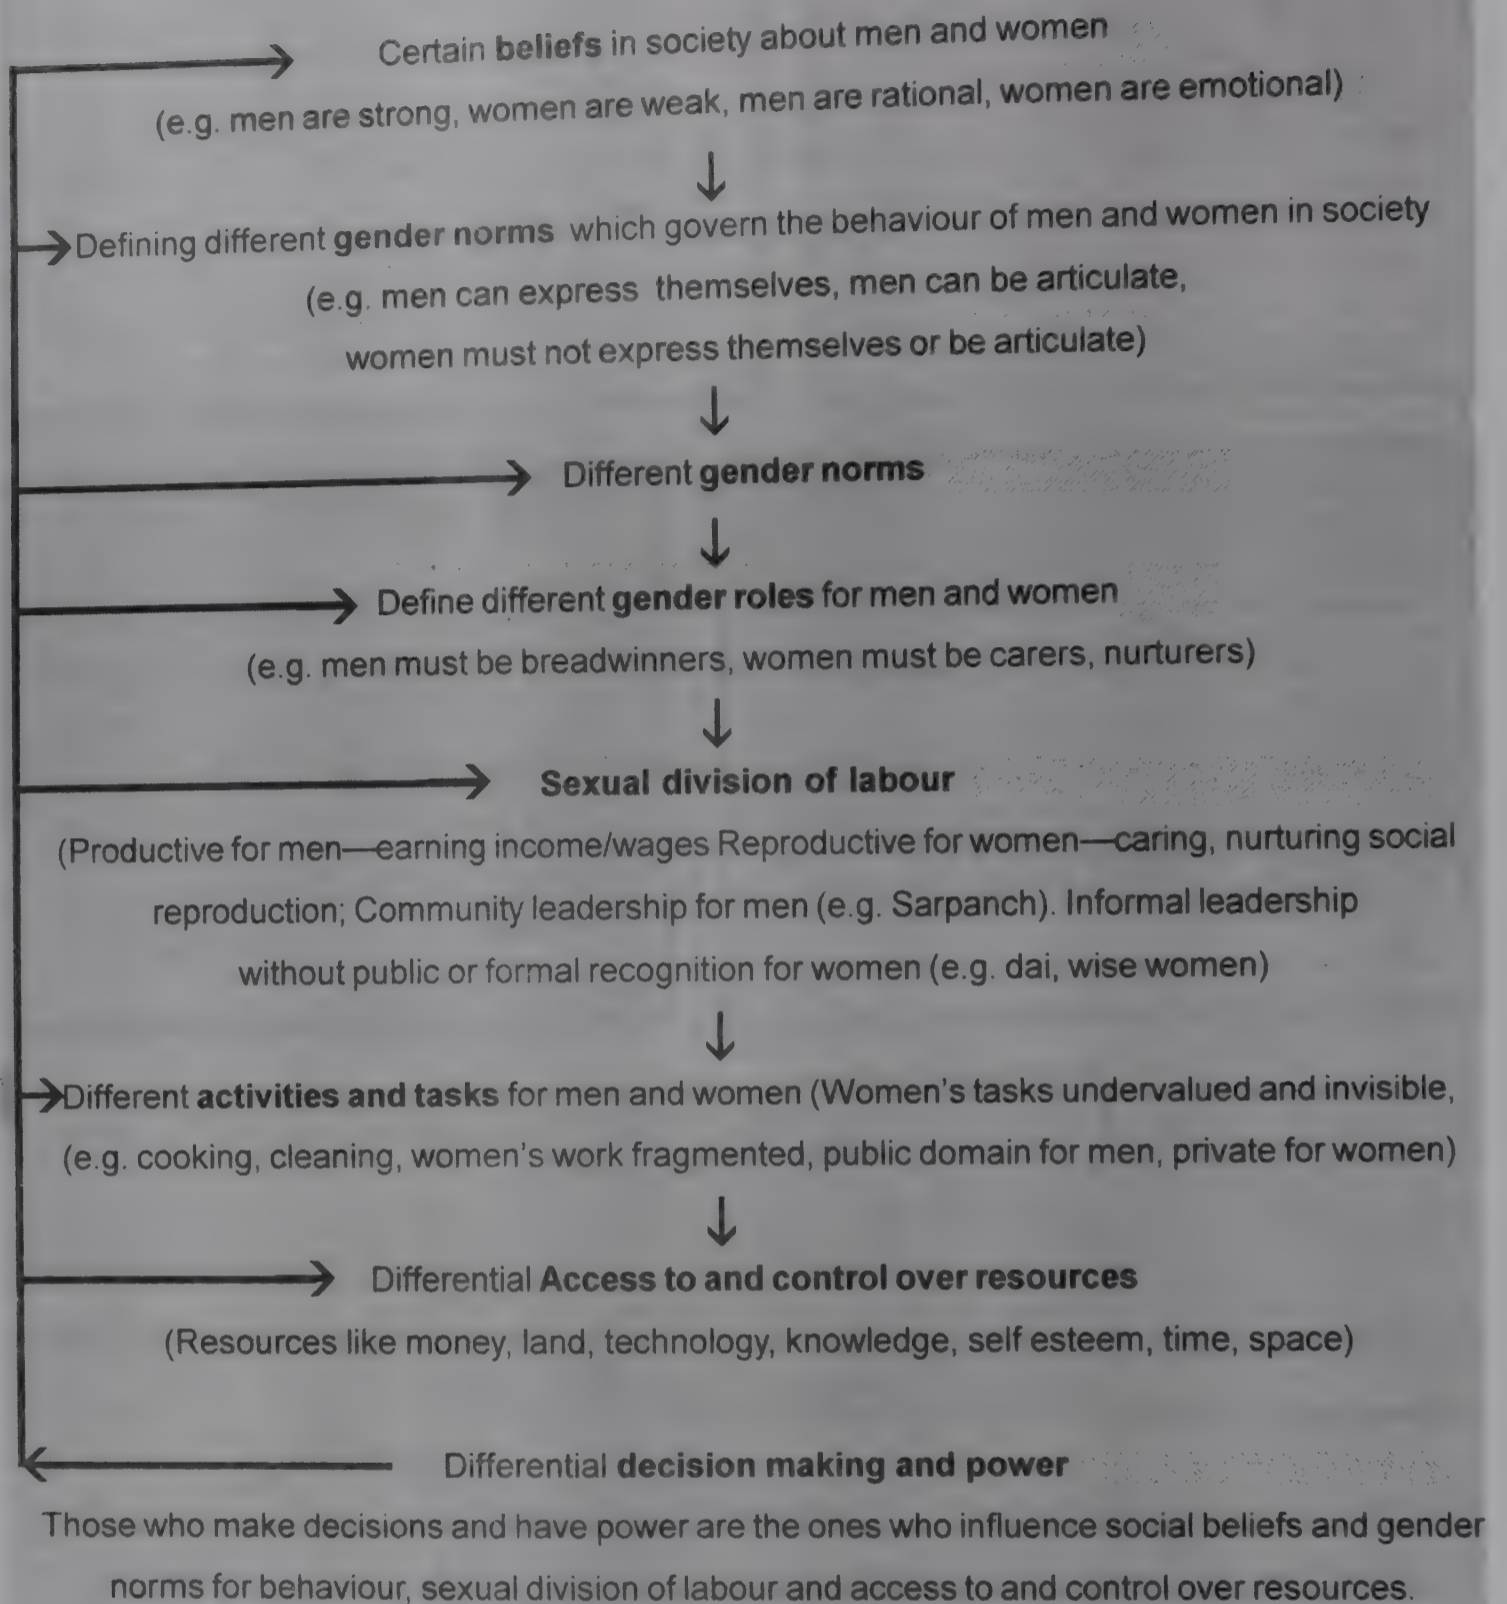 Certain beliefs in society about men and women
(e.g. men are strong, women are weak, men are rational, women are emotional)
Defining different gender norms which govern the behaviour of men and women in society
(e.g. men can express themselves, men can be articulate,
women must not express themselves or be articulate)
Different gender norms
Define different gender roles for men and women
(e.g. men must be breadwinners, women must be carers, nurturers)
Sexual division of labour
(Productive for men—earning income/wages Reproductive for women—caring, nurturing social
reproduction; Community leadership for men (e.g. Sarpanch). Informal leadership
without public or formal recognition for women (e.g. dai, wise women)
Different activities and tasks for men and women (Women's tasks undervalued and invisible,
(e.g. cooking, cleaning, women's work fragmented, public domain for men, private for women)
Differential Access to and control over resources
(Resources like money, land, technology, knowledge, self esteem, time, space)
Differential decision making and power
Those who make decisions and have power are the ones who influence social beliefs and gender
norms for behaviour, sexual division of labour and access to and control over resources.